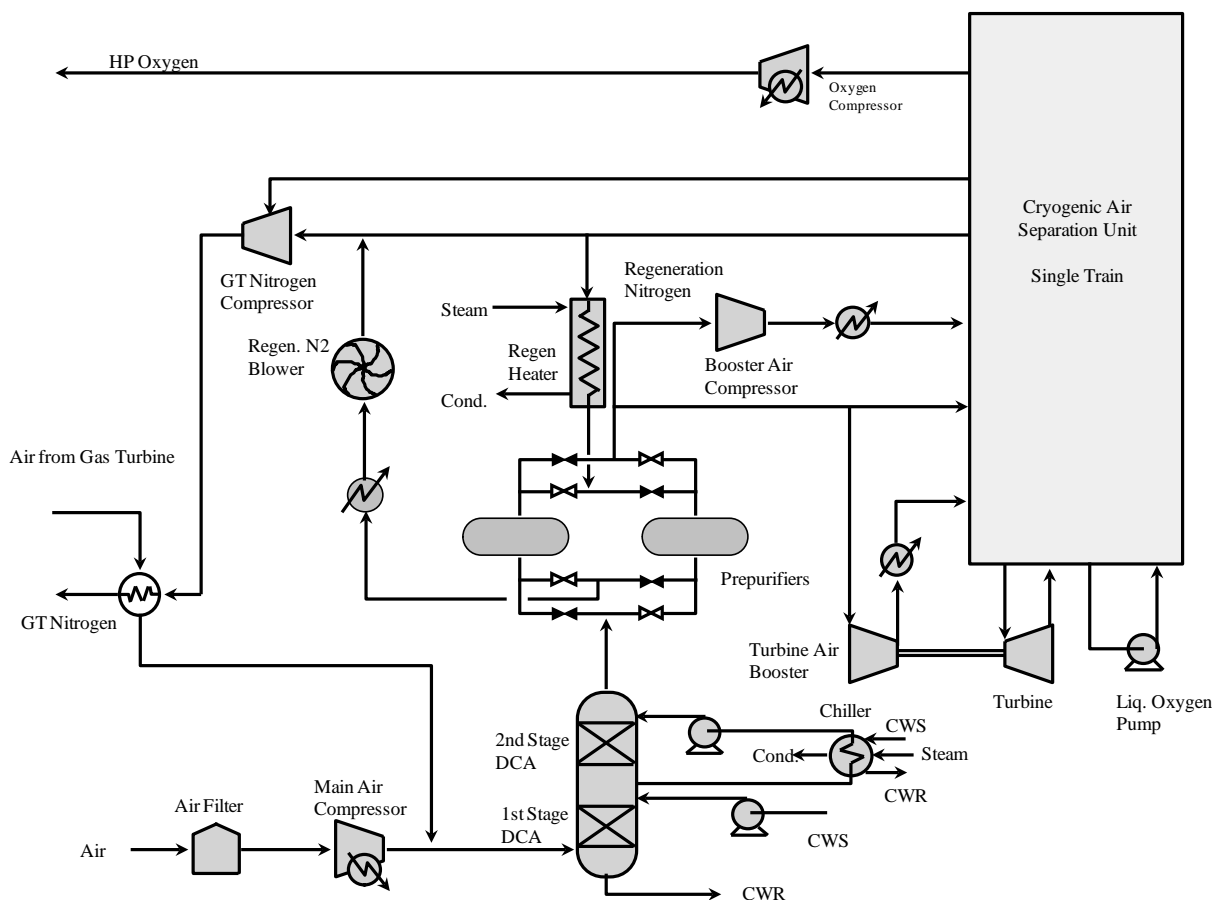 HP Oxygen
Oxygen
Compressor
Cryogenic Air
Separation Unit
Single Train
GT Nitrogen
Compressor
Regeneration
Nitrogen
Steam
Regen. N2
Blower
Regen
Heater
Booster Air
Compressor
Cond.
Air from Gas Turbine
Prepurifiers
GT Nitrogen
Turbine Air
Booster
Turbine
Liq. Oxygen
Pump
Chiller
CWS
2nd Stage
DCA
Cond.
Steam
CWR
Main Air
Compressor
Air Filter
1st Stage
DCA
CWS
Air
CWR